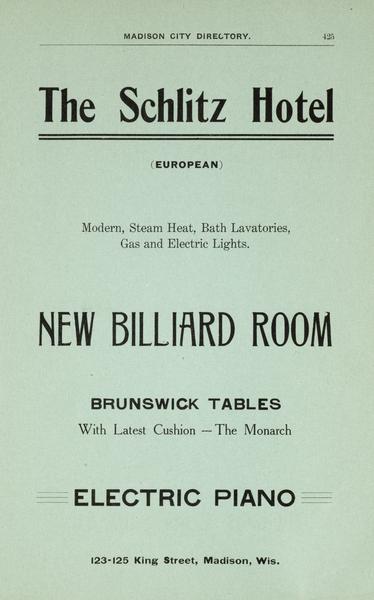 MADISON CITY DIRECTORY. 425
The Schlitz Hotel
(EUROPEAN)
Modern, Steam Heat, Bath Lavatories,
Gas and Electric Lights.
NEW BILLIARD ROOM
BRUNSWICK TABLES
With Latest Cushion — The Monarch
ELECTRIC PIANO
123-125 King Street, Madison, Wis.